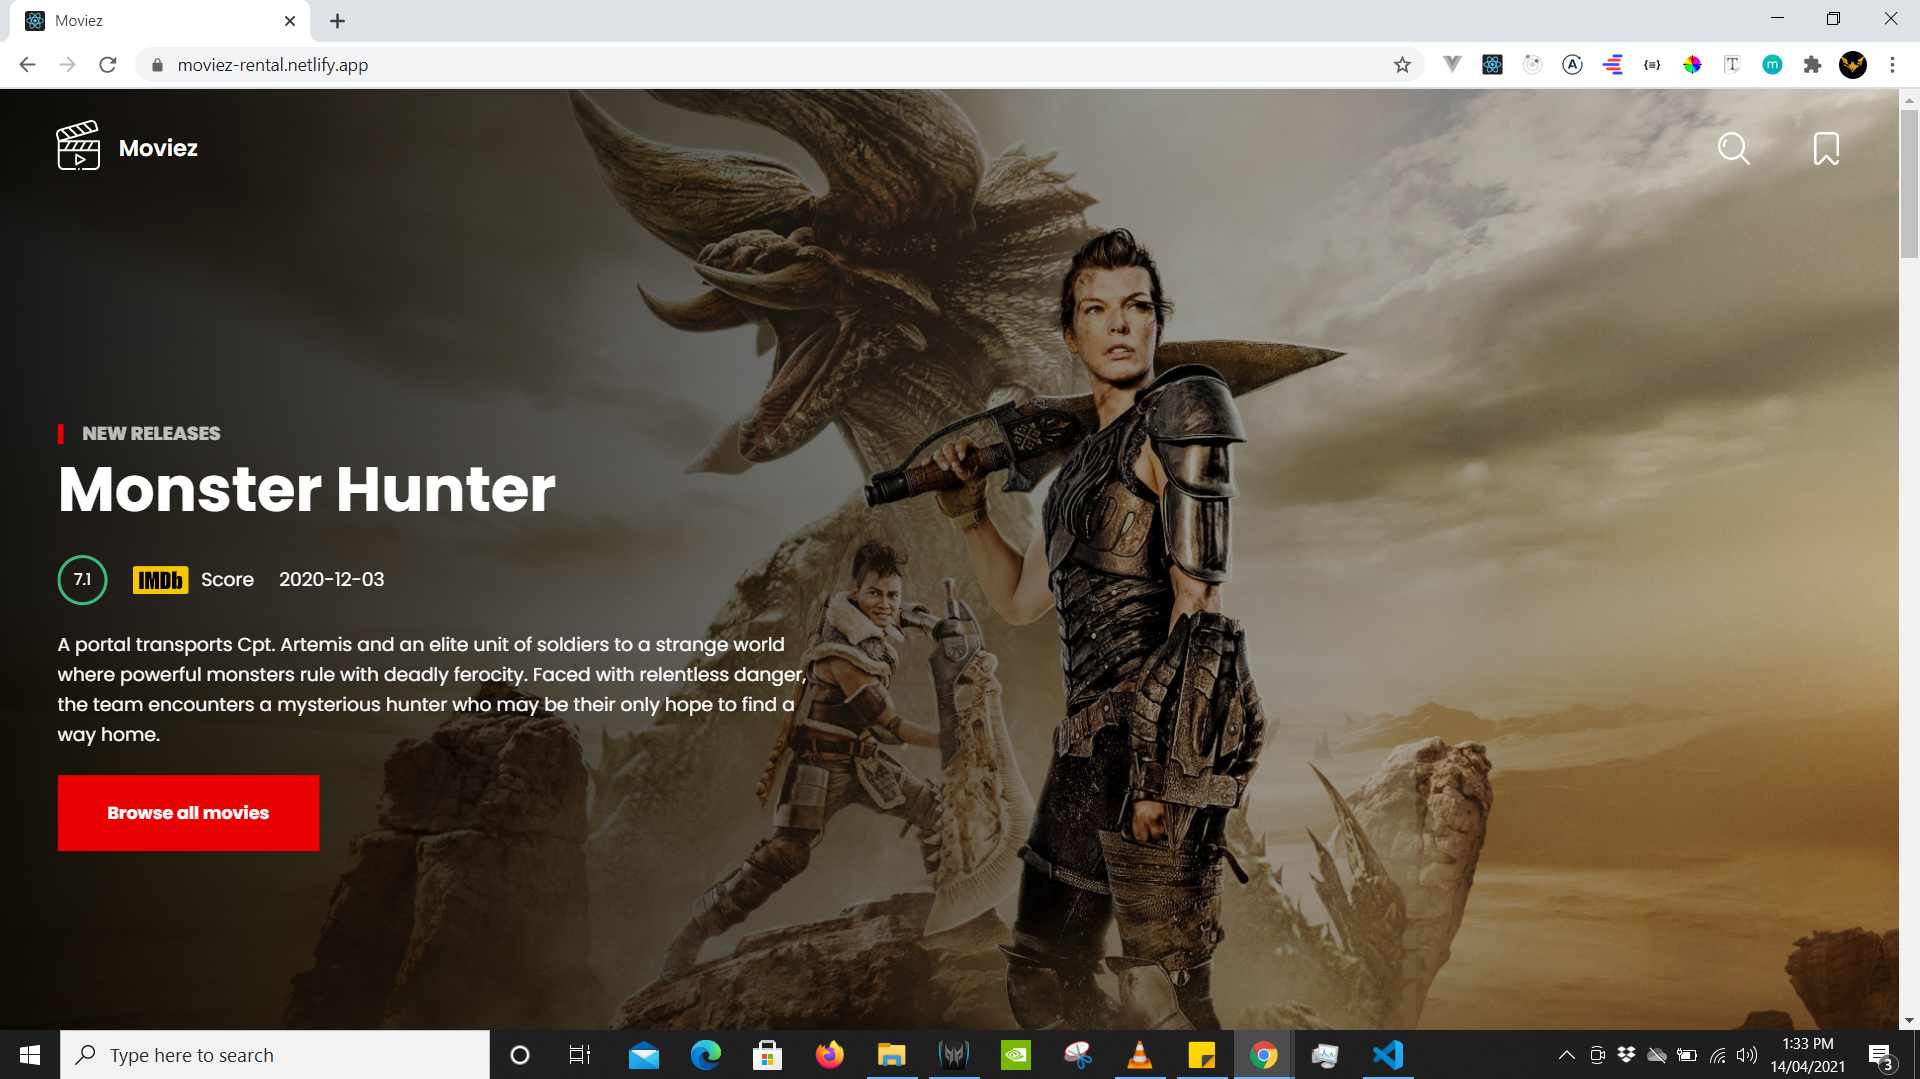 Moviez
moviez-rental.netlify.app
Moviez
NEW RELEASES
Monster Hunter
7.1 IMDb Score 2020-12-03
A portal transports Cpt. Artemis and an elite unit of soldiers to a strange world
where powerful monsters rule with deadly ferocity. Faced with relentless danger,
the team encounters a mysterious hunter who may be their only hope to find a
way home.
Browse all movies
Type here to search
1:33 PM
14/04/2021
3